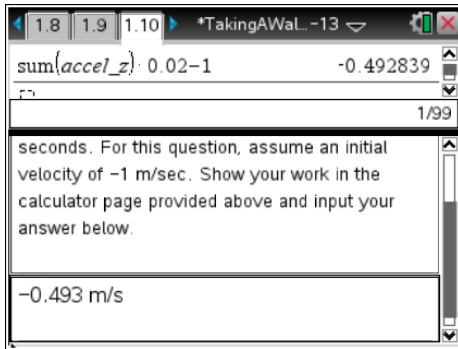 1.8 1.9 1.10 *TakingAWal…-13
sum(accel_z)·0.02−1 -0.492839
1/99
seconds. For this question, assume an initial
velocity of −1 m/sec. Show your work in the
calculator page provided above and input your
answer below.
−0.493 m/s